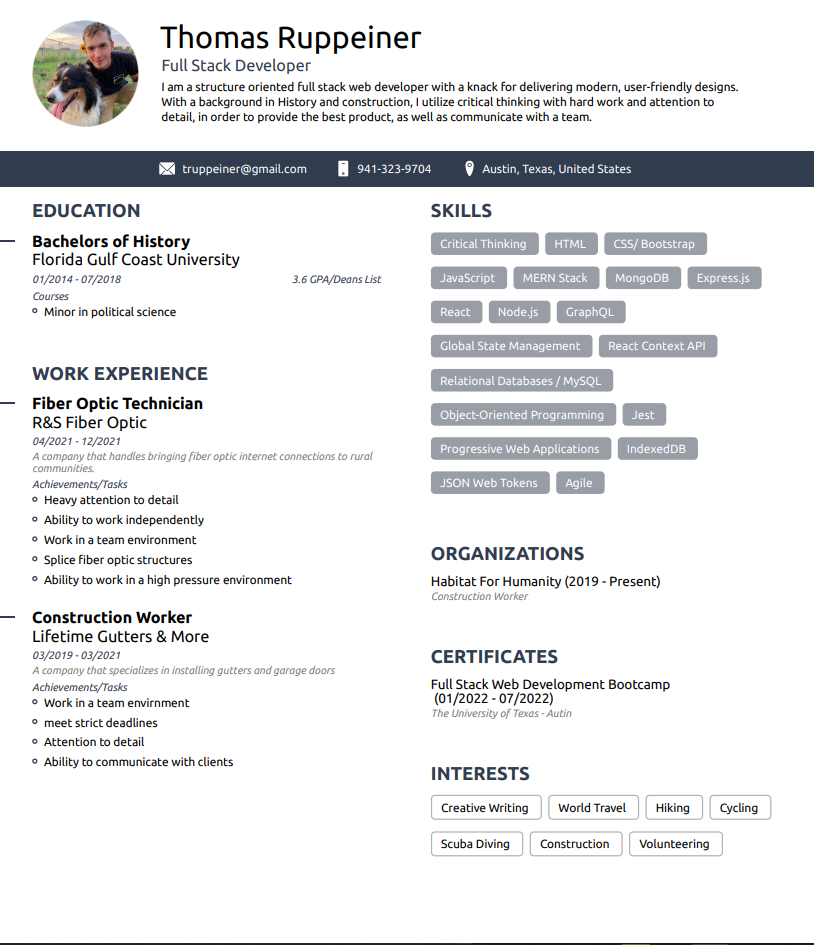 Thomas Ruppeiner
Full Stack Developer
I am a structure oriented full stack web developer with a knack for delivering modern, user-friendly designs.
With a background in History and construction, I utilize critical thinking with hard work and attention to
detail, in order to provide the best product, as well as communicate with a team.
truppeiner@gmail.com 941-323-9704 Austin, Texas, United States
EDUCATION
Bachelors of History
Florida Gulf Coast University
01/2014 - 07/2018 3.6 GPA/Deans List
Courses
Minor in political science
WORK EXPERIENCE
Fiber Optic Technician
R&S Fiber Optic
04/2021 - 12/2021
A company that handles bringing fiber optic internet connections to rural
communities.
Achievements/Tasks
Heavy attention to detail
Ability to work independently
Work in a team environment
Splice fiber optic structures
Ability to work in a high pressure environment
Construction Worker
Lifetime Gutters & More
03/2019 - 03/2021
A company that specializes in installing gutters and garage doors
Achievements/Tasks
Work in a team envirnment
meet strict deadlines
Attention to detail
Ability to communicate with clients
SKILLS
Critical Thinking HTML CSS/ Bootstrap
JavaScript MERN Stack MongoDB Express.js
React Node.js GraphQL
Global State Management React Context API
Relational Databases / MySQL
Object-Oriented Programming Jest
Progressive Web Applications IndexedDB
JSON Web Tokens Agile
ORGANIZATIONS
Habitat For Humanity (2019 - Present)
Construction Worker
CERTIFICATES
Full Stack Web Development Bootcamp
(01/2022 - 07/2022)
The University of Texas - Autin
INTERESTS
Creative Writing World Travel Hiking Cycling
Scuba Diving Construction Volunteering